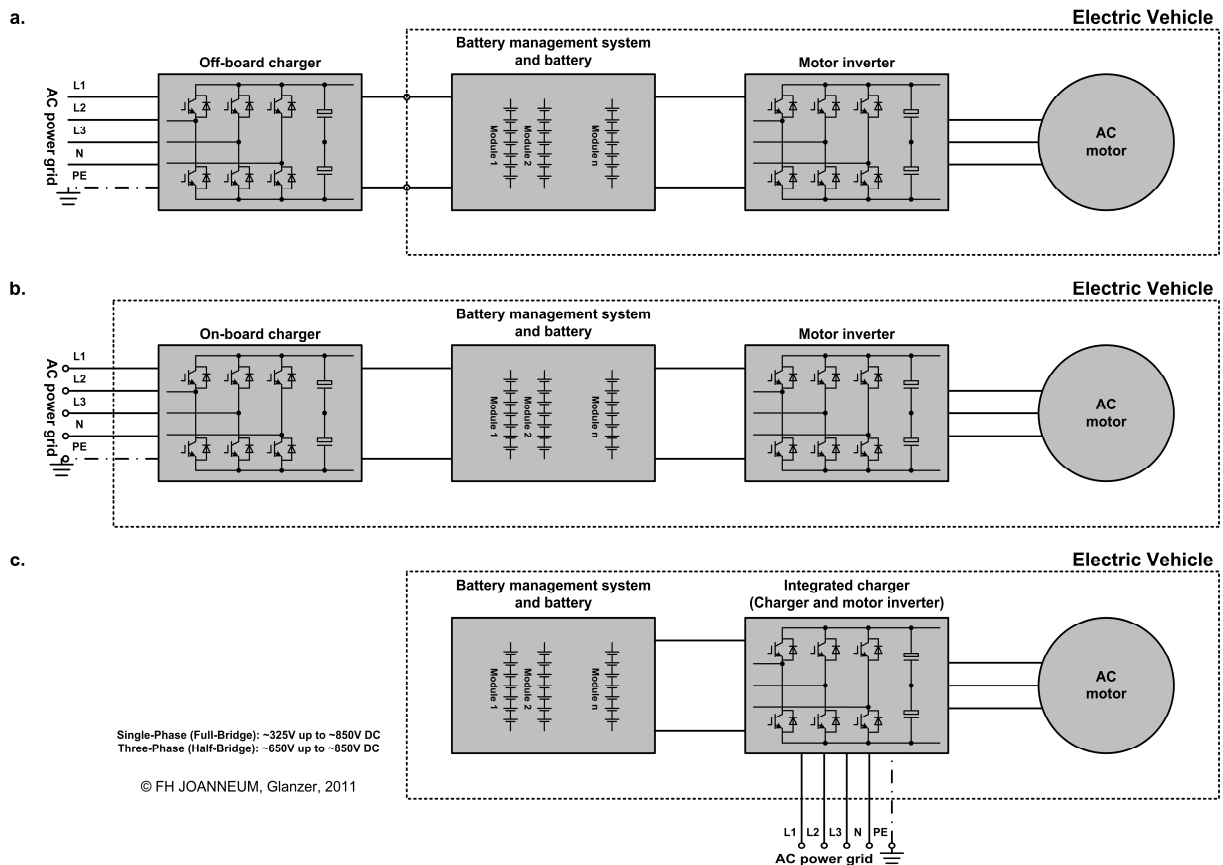 a.
Electric Vehicle
Battery management system
and battery
Off-board charger
Motor inverter
AC power grid
L1
L2
L3
N
PE
Module 1
Module 2
Module n
AC
motor
b.
Electric Vehicle
Battery management system
and battery
On-board charger
Motor inverter
AC power grid
L1
L2
L3
N
PE
Module 1
Module 2
Module n
AC
motor
c.
Electric Vehicle
Battery management system
and battery
Integrated charger
(Charger and motor inverter)
Module 1
Module 2
Module n
AC
motor
Single-Phase (Full-Bridge): ~325V up to ~850V DC
Three-Phase (Half-Bridge): ~650V up to ~850V DC
© FH JOANNEUM, Glanzer, 2011
L1 L2 L3 N PE
AC power grid